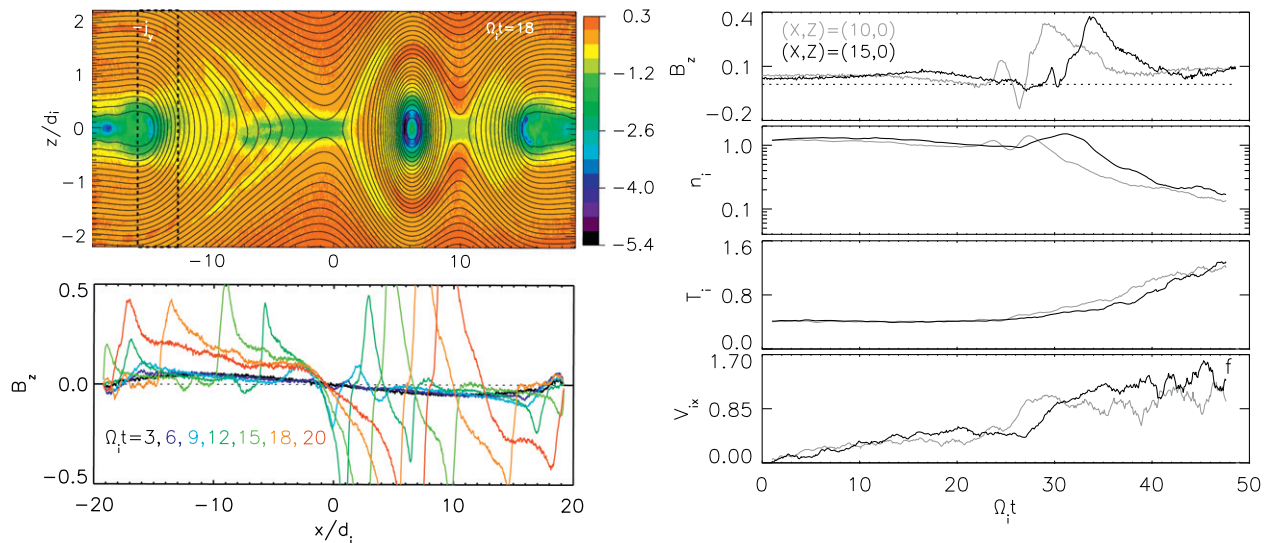 -j_y
Ω_i t=18
2
1
0
-1
-2
z/d_i
-10
0
10
0.3
-1.2
-2.6
-4.0
-5.4
0.5
0.0
-0.5
B_z
Ω_i t=3, 6, 9, 12, 15, 18, 20
-20
-10
0
10
20
x/d_i
(X,Z)=(10,0)
(X,Z)=(15,0)
0.4
0.1
-0.2
B_z
1.0
0.1
n_i
1.6
0.8
0.0
T_i
1.70
0.85
0.00
V_ix
f
0
10
20
30
40
50
Ω_i t